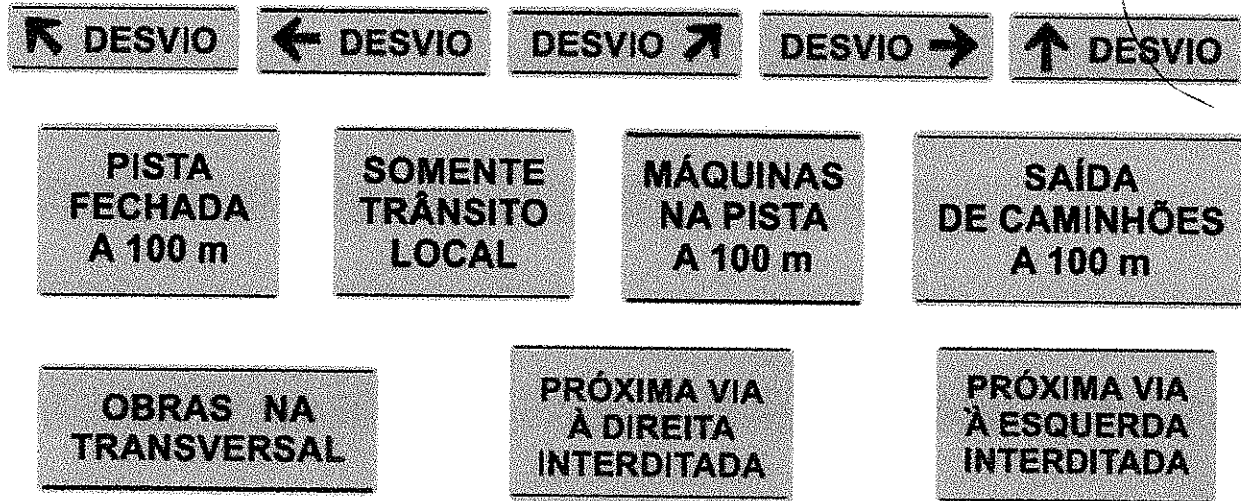 ↖ DESVIO
← DESVIO
DESVIO ↗
DESVIO →
↑ DESVIO
PISTA
FECHADA
A 100 m
SOMENTE
TRÂNSITO
LOCAL
MÁQUINAS
NA PISTA
A 100 m
SAÍDA
DE CAMINHÕES
A 100 m
OBRAS NA
TRANSVERSAL
PRÓXIMA VIA
À DIREITA
INTERDITADA
PRÓXIMA VIA
À ESQUERDA
INTERDITADA